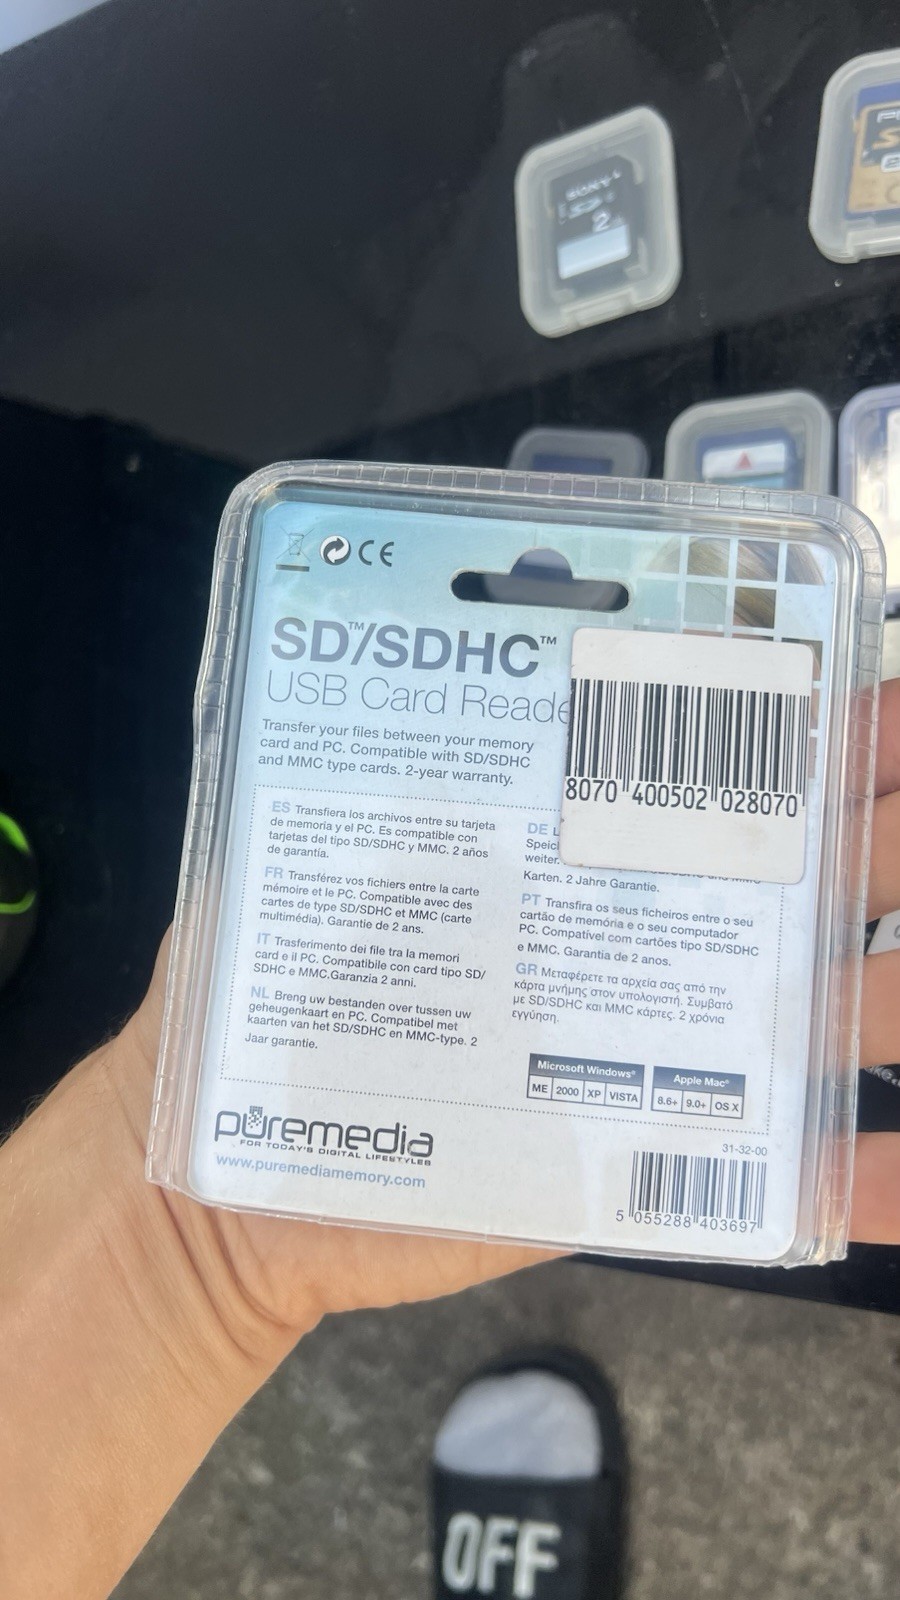 SONY
2
CE
SD™/SDHC™
USB Card Reade
Transfer your files between your memory
card and PC. Compatible with SD/SDHC
and MMC type cards. 2-year warranty.
8070 400502 028070
ES Transfiera los archivos entre su tarjeta
de memoria y el PC. Es compatible con
tarjetas del tipo SD/SDHC y MMC. 2 años
de garantía.
FR Transférez vos fichiers entre la carte
mémoire et le PC. Compatible avec des
cartes de type SD/SDHC et MMC (carte
multimédia). Garantie de 2 ans.
IT Trasferimento dei file tra la memori
card e il PC. Compatibile con card tipo SD/
SDHC e MMC.Garanzia 2 anni.
NL Breng uw bestanden over tussen uw
geheugenkaart en PC. Compatibel met
kaarten van het SD/SDHC en MMC-type. 2
Jaar garantie.
DE L
Speic
weiter.
Karten. 2 Jahre Garantie.
PT Transfira os seus ficheiros entre o seu
cartão de memória e o seu computador
PC. Compatível com cartões tipo SD/SDHC
e MMC. Garantia de 2 anos.
GR Μεταφέρετε τα αρχεία σας από την
κάρτα μνήμης στον υπολογιστή. Συμβατό
με SD/SDHC και MMC κάρτες. 2 χρόνια
εγγύηση.
Microsoft Windows®
ME 2000 XP VISTA
Apple Mac®
8.6+ 9.0+ OS X
puremedia
FOR TODAY'S DIGITAL LIFESTYLES
www.puremediamemory.com
31-32-00
5 055288 403697
OFF